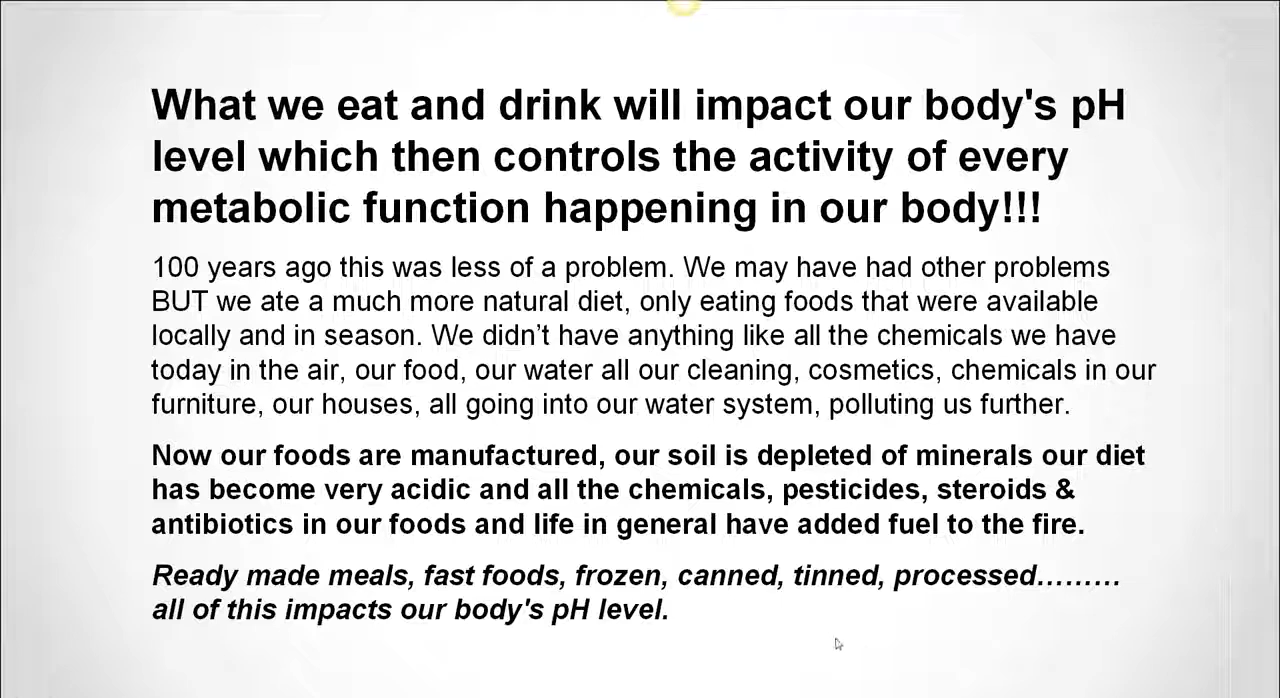 What we eat and drink will impact our body's pH
level which then controls the activity of every
metabolic function happening in our body!!!
100 years ago this was less of a problem. We may have had other problems
BUT we ate a much more natural diet, only eating foods that were available
locally and in season. We didn’t have anything like all the chemicals we have
today in the air, our food, our water all our cleaning, cosmetics, chemicals in our
furniture, our houses, all going into our water system, polluting us further.
Now our foods are manufactured, our soil is depleted of minerals our diet
has become very acidic and all the chemicals, pesticides, steroids &
antibiotics in our foods and life in general have added fuel to the fire.
Ready made meals, fast foods, frozen, canned, tinned, processed………
all of this impacts our body's pH level.